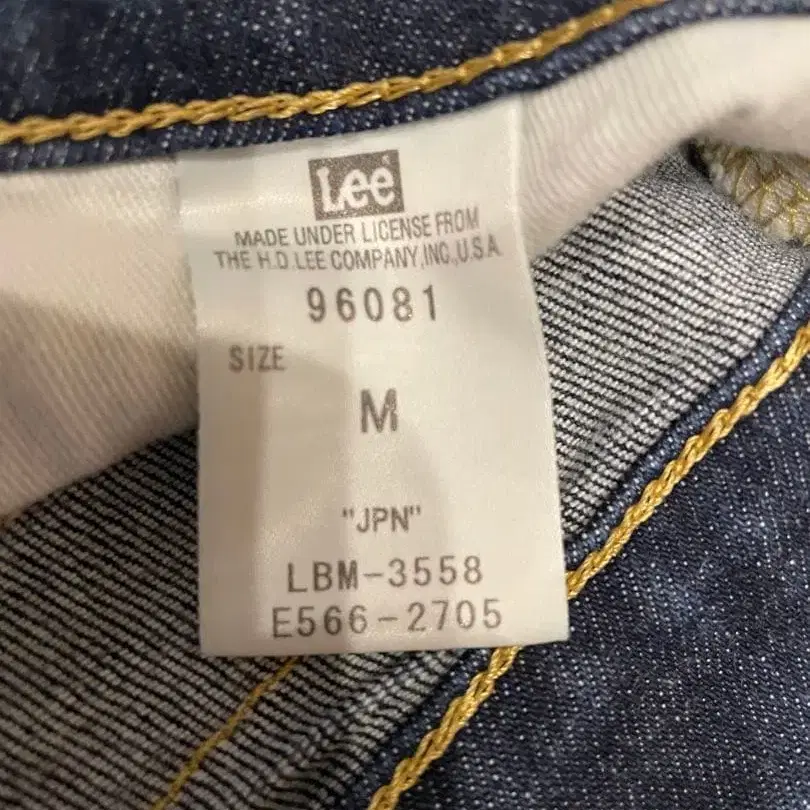 Lee
MADE UNDER LICENSE FROM
THE H.D.LEE COMPANY,INC.,U.S.A
96081
SIZE
M
"JPN"
LBM-3558
E566-2705